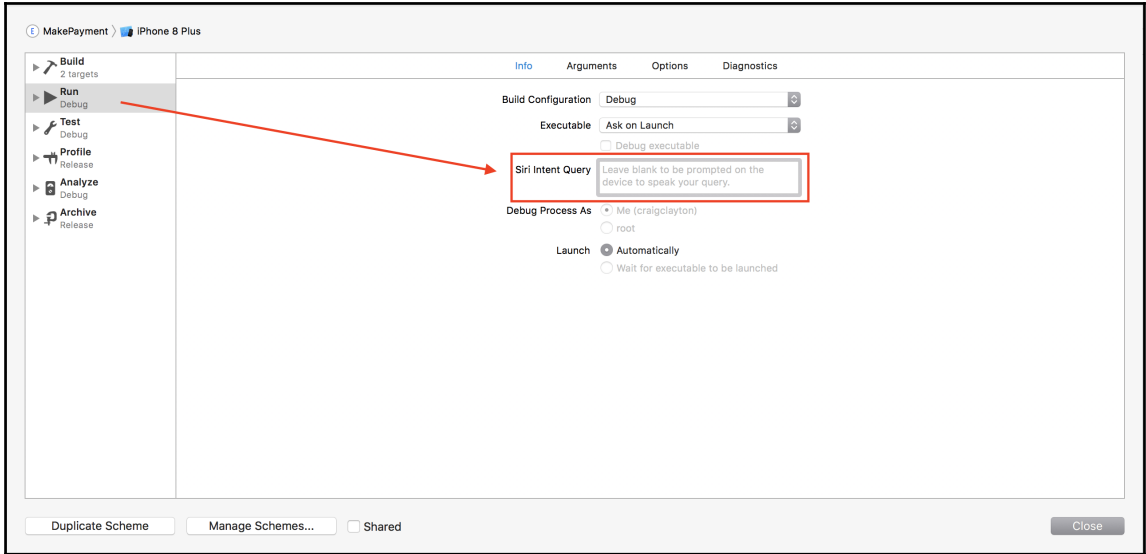 MakePayment iPhone 8 Plus
Build
2 targets
Run
Debug
Test
Debug
Profile
Release
Analyze
Debug
Archive
Release
Info Arguments Options Diagnostics
Build Configuration Debug
Executable Ask on Launch
Debug executable
Siri Intent Query Leave blank to be prompted on the
device to speak your query.
Debug Process As Me (craigclayton)
root
Launch Automatically
Wait for executable to be launched
Duplicate Scheme Manage Schemes... Shared Close